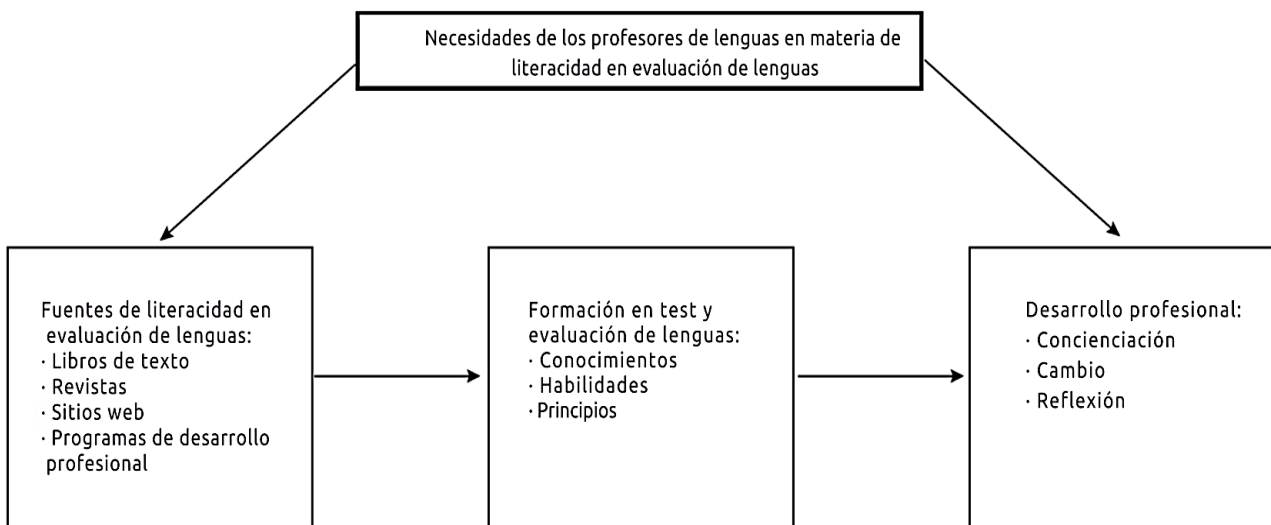 Necesidades de los profesores de lenguas en materia de
literacidad en evaluación de lenguas
Fuentes de literacidad en
evaluación de lenguas:
· Libros de texto
· Revistas
· Sitios web
· Programas de desarrollo
profesional
Formación en test y
evaluación de lenguas:
· Conocimientos
· Habilidades
· Principios
Desarrollo profesional:
· Concienciación
· Cambio
· Reflexión